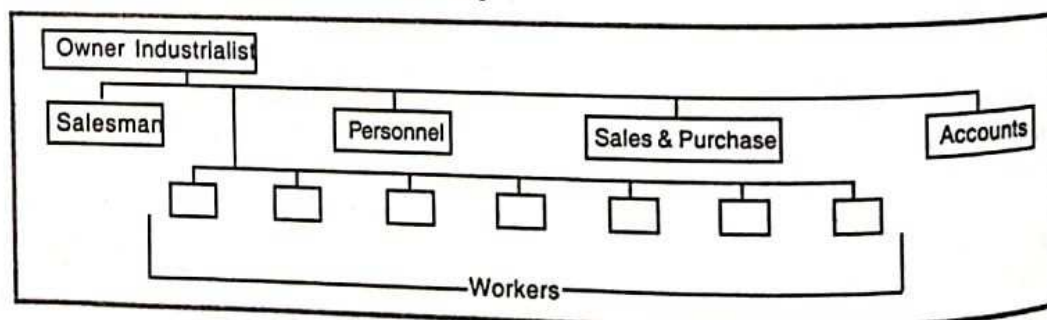 Owner Industrialist
Salesman
Personnel
Sales & Purchase
Accounts
Workers